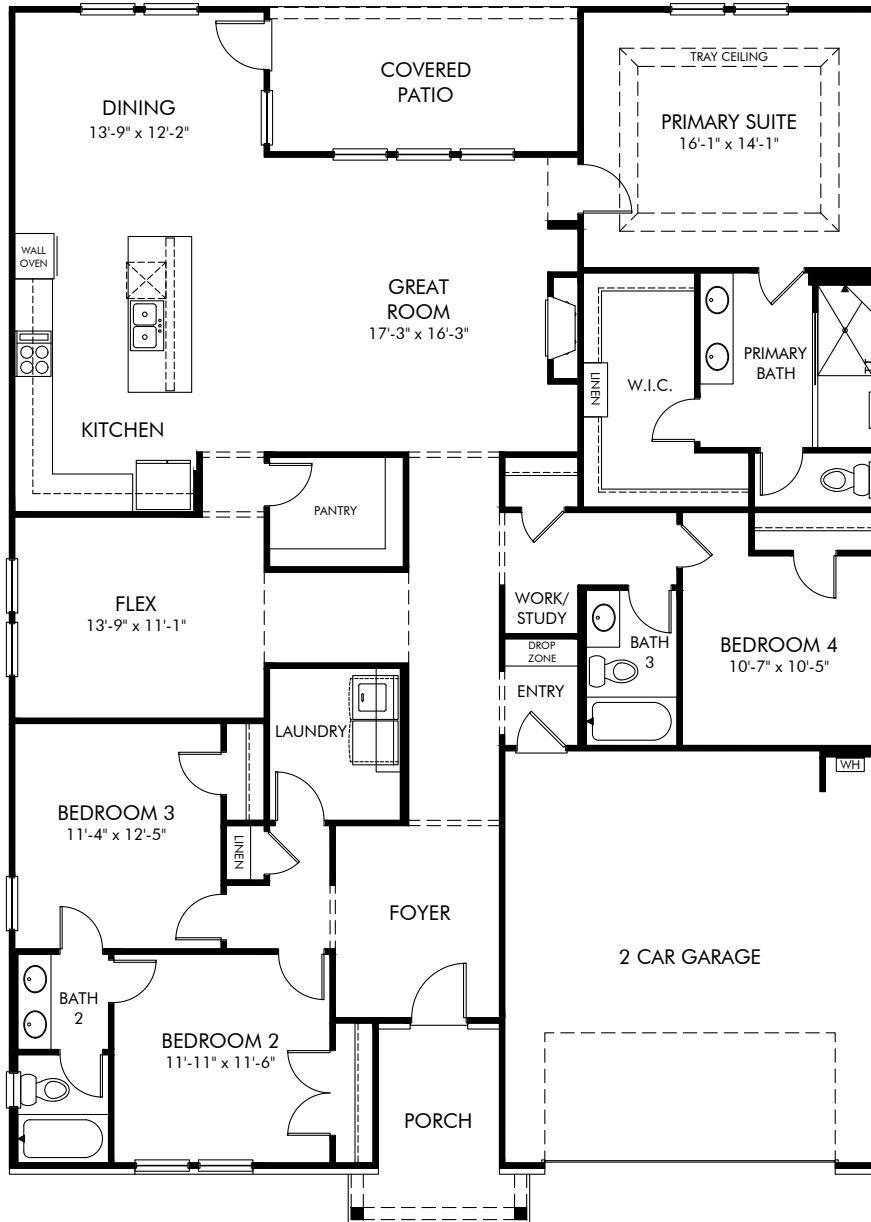 TRAY CEILING
COVERED
PATIO
DINING
13'-9" x 12'-2"
PRIMARY SUITE
16'-1" x 14'-1"
WALL
OVEN
GREAT
ROOM
17'-3" x 16'-3"
PRIMARY
BATH
W.I.C.
LINEN
KITCHEN
PANTRY
FLEX
13'-9" x 11'-1"
WORK/
STUDY
BATH
3
BEDROOM 4
10'-7" x 10'-5"
DROP
ZONE
ENTRY
LAUNDRY
WH
BEDROOM 3
11'-4" x 12'-5"
LINEN
FOYER
2 CAR GARAGE
BATH
2
BEDROOM 2
11'-11" x 11'-6"
PORCH